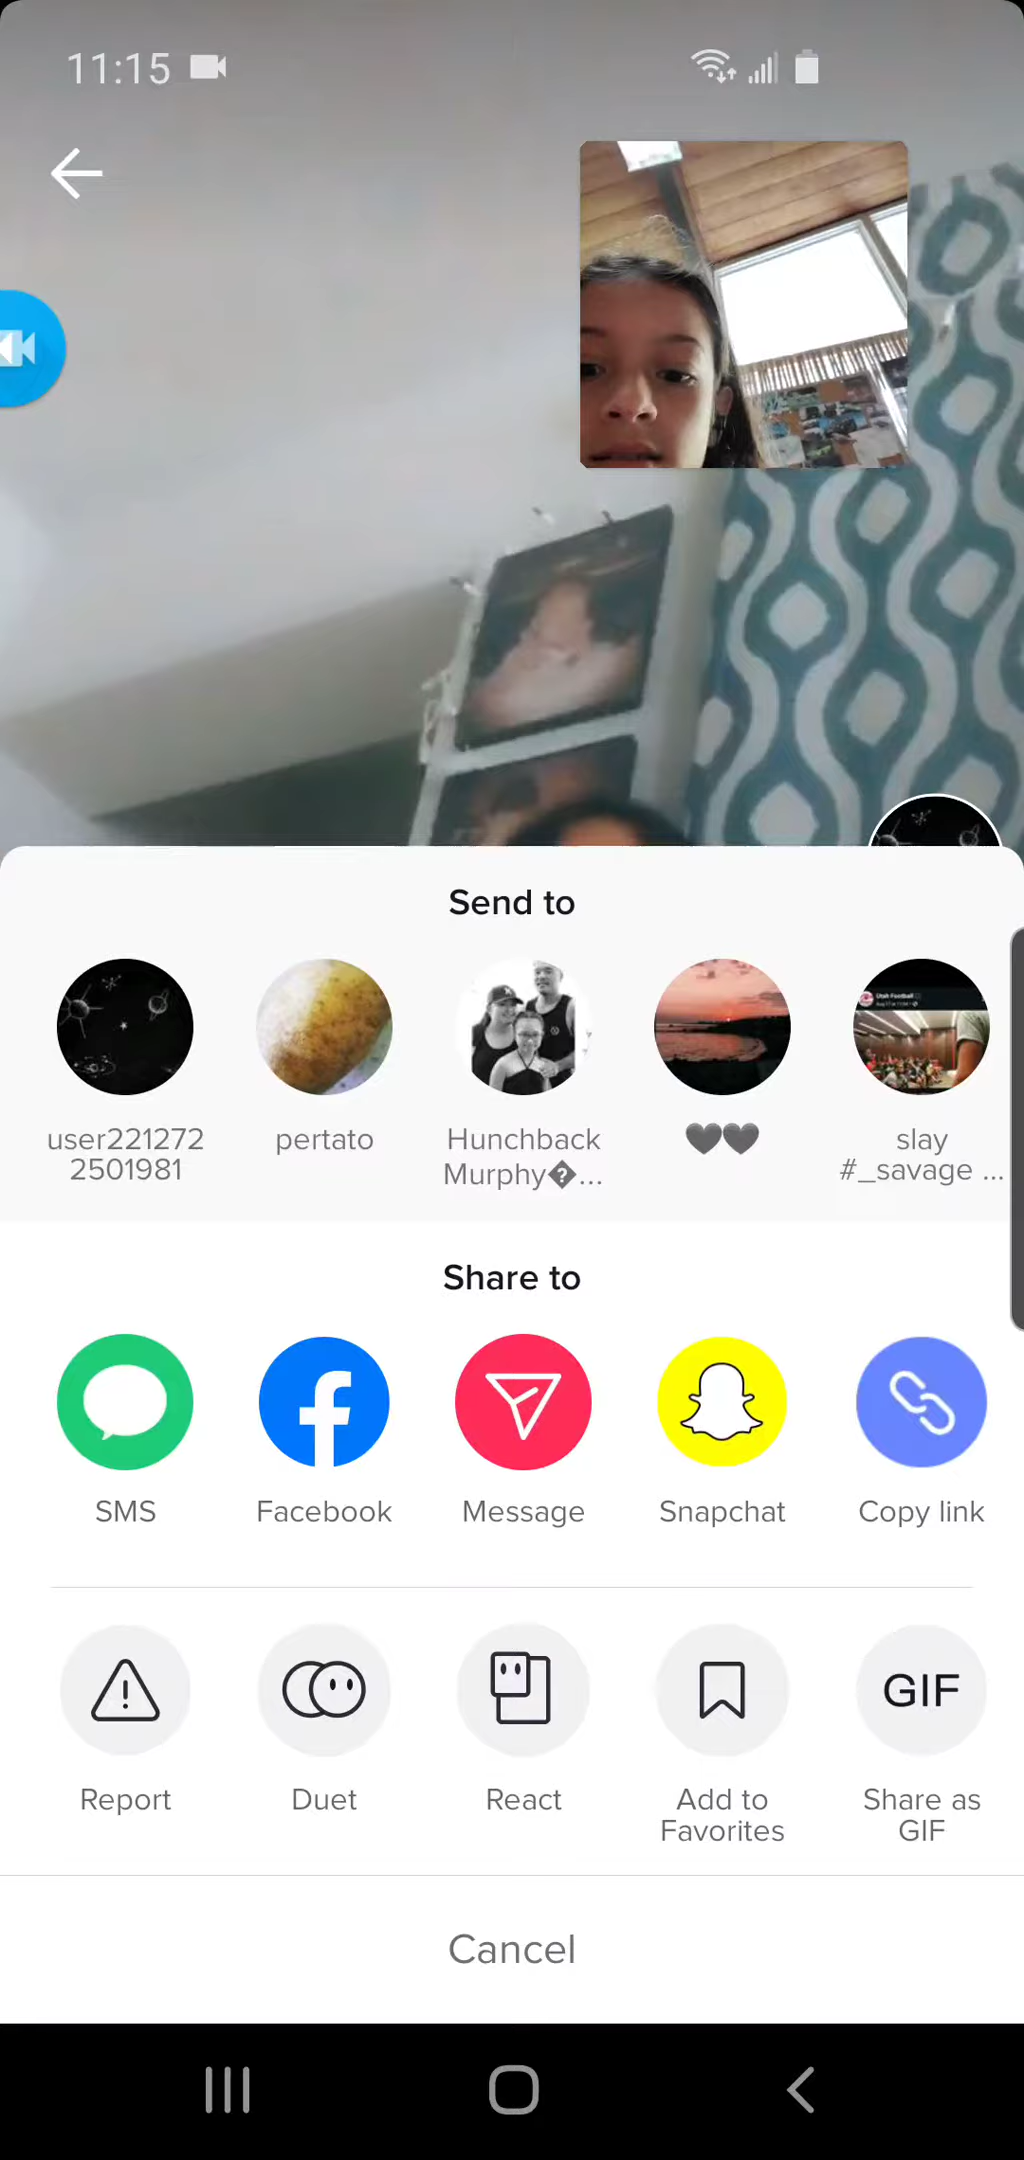 11:15
Send to
user221272
2501981
pertato
Hunchback
Murphy�...
🖤🖤
slay
#_savage ...
Share to
SMS
Facebook
Message
Snapchat
Copy link
Report
Duet
React
Add to
Favorites
GIF
Share as
GIF
Cancel